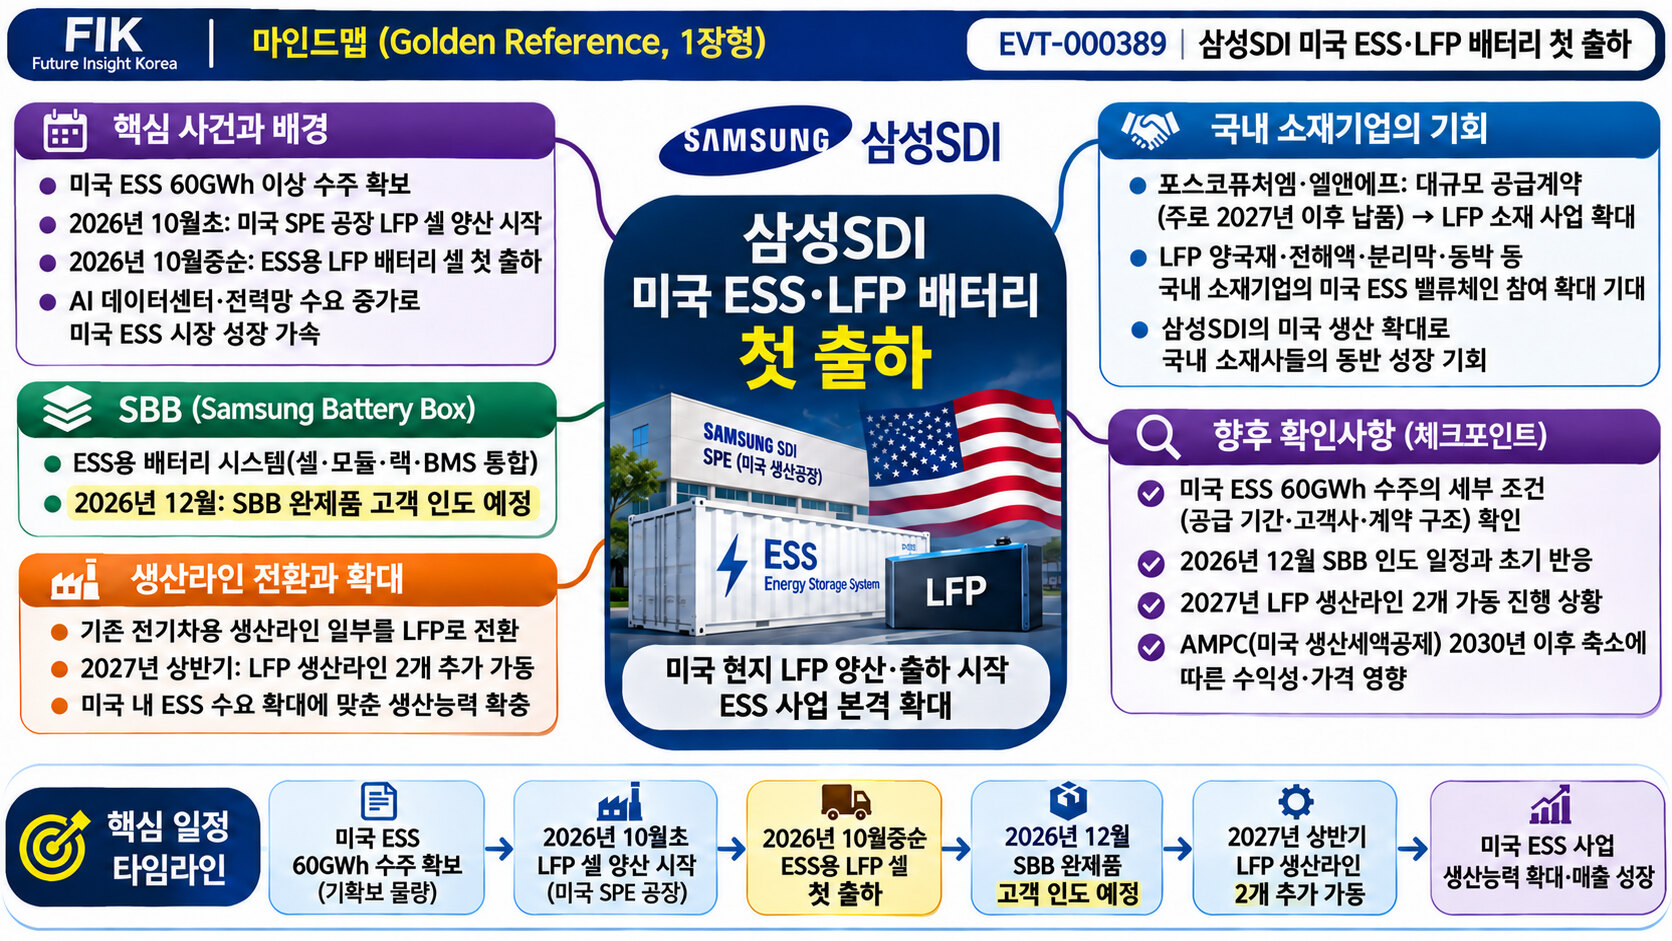 FIK
Future Insight Korea
마인드맵 (Golden Reference, 1장형)
EVT-000389 | 삼성SDI 미국 ESS·LFP 배터리 첫 출하
핵심 사건과 배경
미국 ESS 60GWh 이상 수주 확보
2026년 10월초: 미국 SPE 공장 LFP 셀 양산 시작
2026년 10월중순: ESS용 LFP 배터리 셀 첫 출하
AI 데이터센터·전력망 수요 증가로
미국 ESS 시장 성장 가속
SBB (Samsung Battery Box)
ESS용 배터리 시스템(셀·모듈·랙·BMS 통합)
2026년 12월: SBB 완제품 고객 인도 예정
생산라인 전환과 확대
기존 전기차용 생산라인 일부를 LFP로 전환
2027년 상반기: LFP 생산라인 2개 추가 가동
미국 내 ESS 수요 확대에 맞춘 생산능력 확충
SAMSUNG 삼성SDI
삼성SDI
미국 ESS·LFP 배터리
첫 출하
SAMSUNG SDI
SPE (미국 생산공장)
ESS
Energy Storage System
LFP
미국 현지 LFP 양산·출하 시작
ESS 사업 본격 확대
국내 소재기업의 기회
포스코퓨처엠·엘앤에프: 대규모 공급계약
(주로 2027년 이후 납품) → LFP 소재 사업 확대
LFP 양국재·전해액·분리막·동박 등
국내 소재기업의 미국 ESS 밸류체인 참여 확대 기대
삼성SDI의 미국 생산 확대로
국내 소재사들의 동반 성장 기회
향후 확인사항 (체크포인트)
미국 ESS 60GWh 수주의 세부 조건
(공급 기간·고객사·계약 구조) 확인
2026년 12월 SBB 인도 일정과 초기 반응
2027년 LFP 생산라인 2개 가동 진행 상황
AMPC(미국 생산세액공제) 2030년 이후 축소에
따른 수익성·가격 영향
핵심 일정
타임라인
미국 ESS
60GWh 수주 확보
(기확보 물량)
2026년 10월초
LFP 셀 양산 시작
(미국 SPE 공장)
2026년 10월중순
ESS용 LFP 셀
첫 출하
2026년 12월
SBB 완제품
고객 인도 예정
2027년 상반기
LFP 생산라인
2개 추가 가동
미국 ESS 사업
생산능력 확대·매출 성장